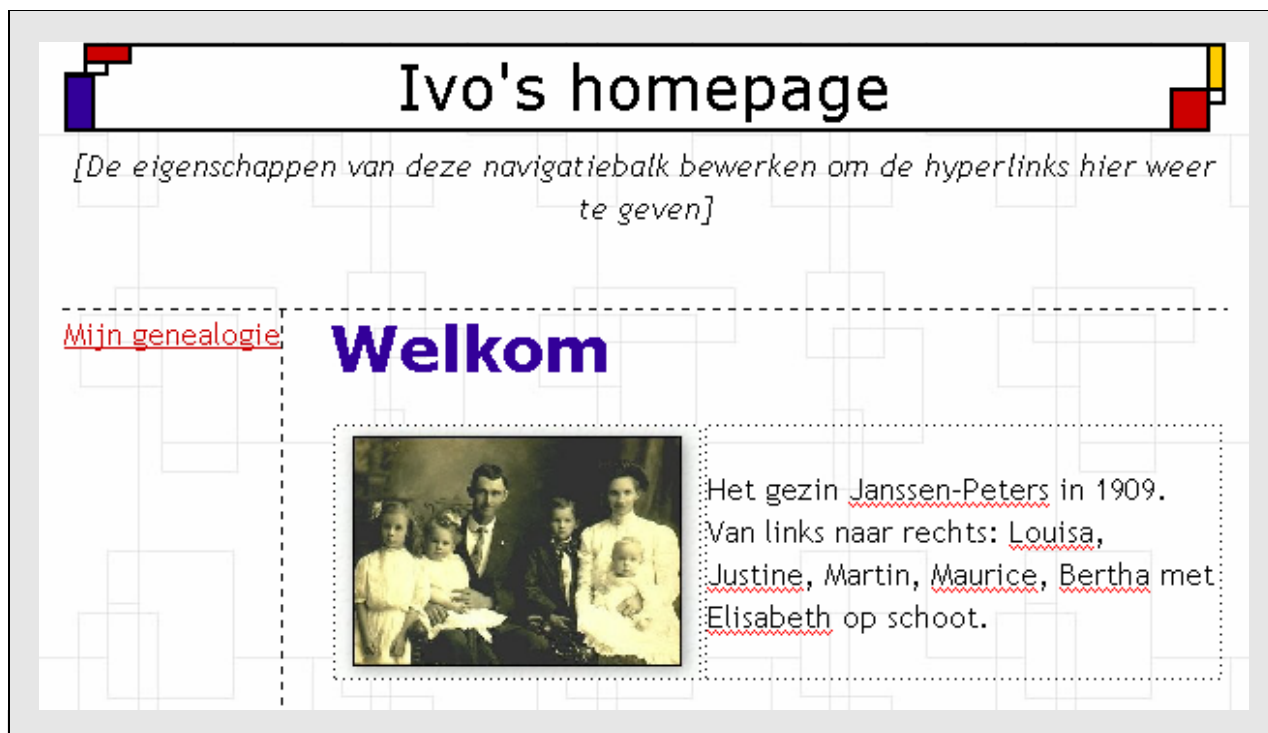 Ivo's homepage
[De eigenschappen van deze navigatiebalk bewerken om de hyperlinks hier weer
te geven]
Mijn genealogie
Welkom
Het gezin Janssen-Peters in 1909.
Van links naar rechts: Louisa,
Justine, Martin, Maurice, Bertha met
Elisabeth op schoot.